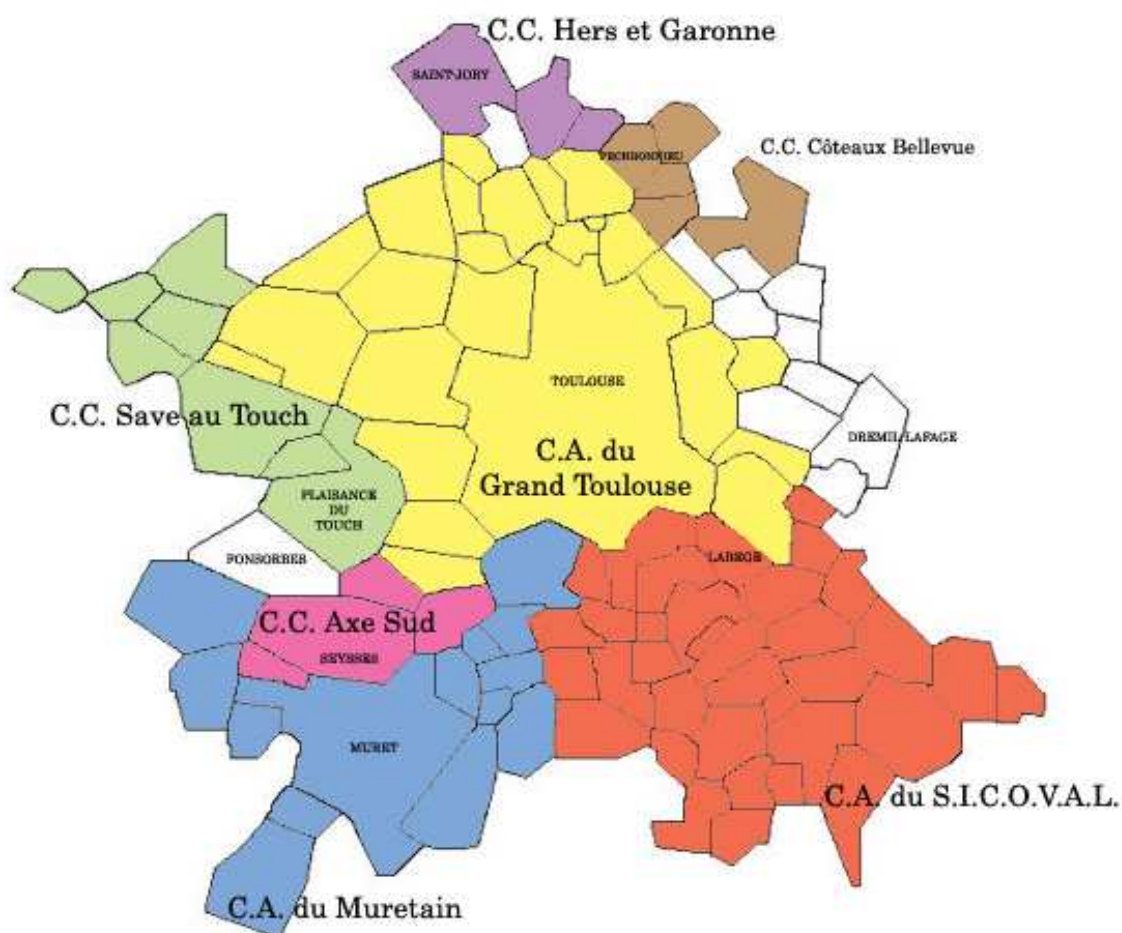 C.C. Hers et Garonne
SAINT-JORY
C.C. Côteaux Bellevue
PECHBONNIEU
TOULOUSE
C.C. Save au Touch
DREMIL-LAFAGE
C.A. du
Grand Toulouse
PLAISANCE
DU
TOUCH
FONSORBES
LABEGE
C.C. Axe Sud
SEYSSES
MURET
C.A. du S.I.C.O.V.A.L.
C.A. du Muretain